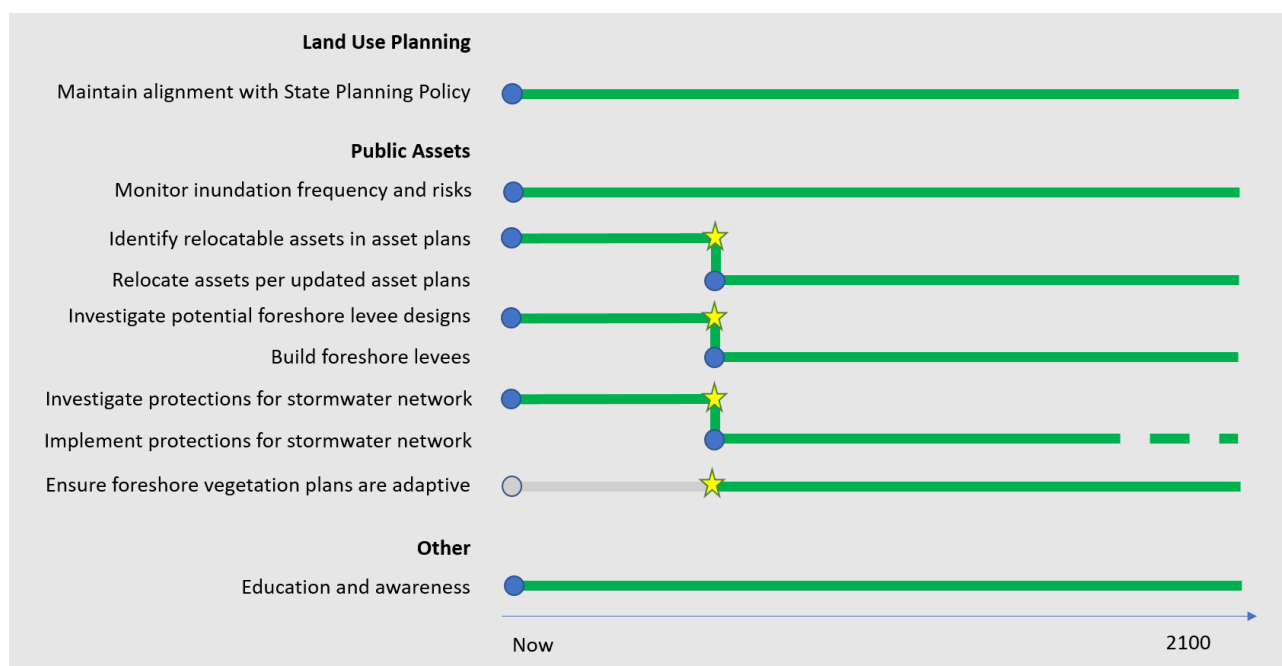 Land Use Planning
Maintain alignment with State Planning Policy
Public Assets
Monitor inundation frequency and risks
Identify relocatable assets in asset plans
Relocate assets per updated asset plans
Investigate potential foreshore levee designs
Build foreshore levees
Investigate protections for stormwater network
Implement protections for stormwater network
Ensure foreshore vegetation plans are adaptive
Other
Education and awareness
Now 2100